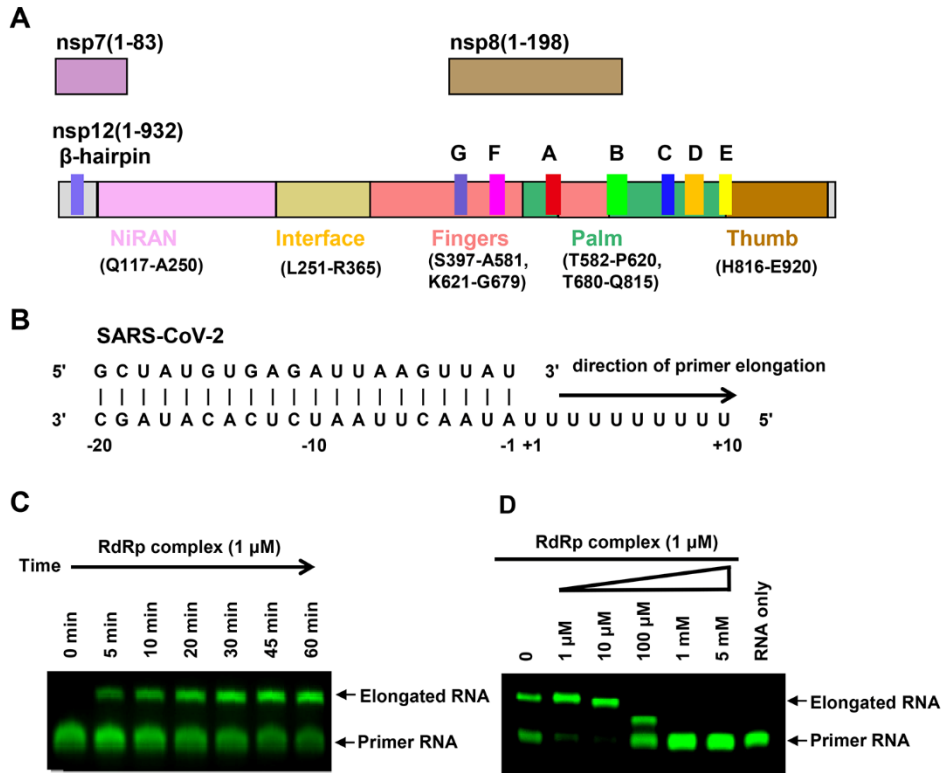 A
nsp7(1-83)
nsp8(1-198)
nsp12(1-932)
β-hairpin
G F A B C D E
NiRAN Interface Fingers Palm Thumb
(Q117-A250) (L251-R365) (S397-A581, (T582-P620, (H816-E920)
K621-G679) T680-Q815)
B
SARS-CoV-2
5' G C U A U G U G A G A U U A A G U U A U 3' direction of primer elongation
3' C G A U A C A C U C U A A U U C A A U A U U U U U U U U U U 5'
-20 -10 -1 +1 +10
C
RdRp complex (1 μM)
Time
0 min 5 min 10 min 20 min 30 min 45 min 60 min
Elongated RNA
Primer RNA
D
RdRp complex (1 μM)
0 1 μM 10 μM 100 μM 1 mM 5 mM RNA only
Elongated RNA
Primer RNA